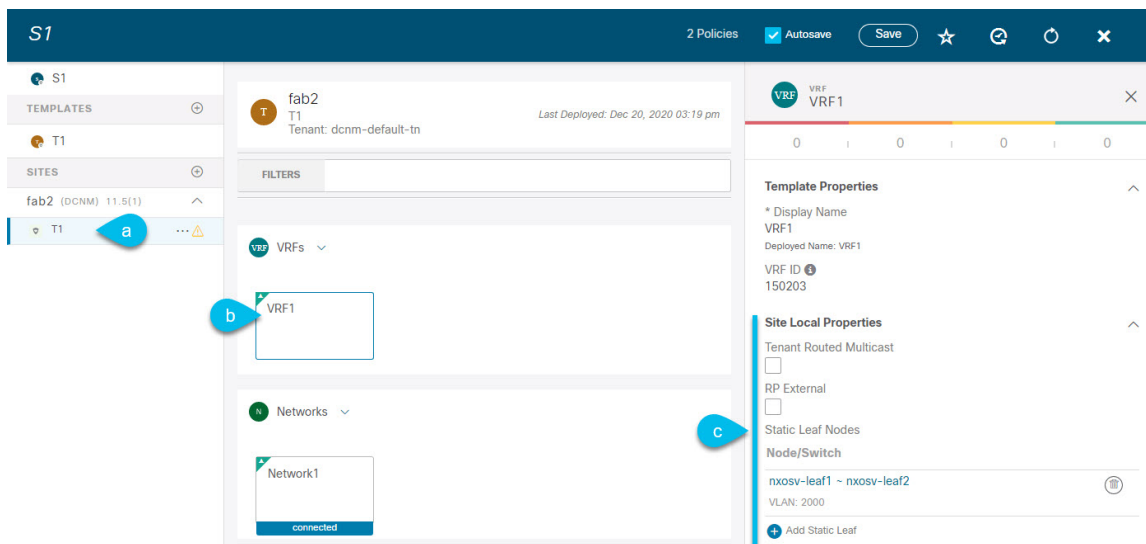 S1
2 Policies
Autosave
Save
S1
TEMPLATES
T1
SITES
fab2 (DCNM) 11.5(1)
T1
a
T
fab2
T1
Tenant: dcnm-default-tn
Last Deployed: Dec 20, 2020 03:19 pm
FILTERS
VRF VRFs
b
VRF1
N Networks
Network1
connected
VRF
VRF
VRF1
0 0 0 0
Template Properties
* Display Name
VRF1
Deployed Name: VRF1
VRF ID
150203
c
Site Local Properties
Tenant Routed Multicast
RP External
Static Leaf Nodes
Node/Switch
nxosv-leaf1 ~ nxosv-leaf2
VLAN: 2000
Add Static Leaf